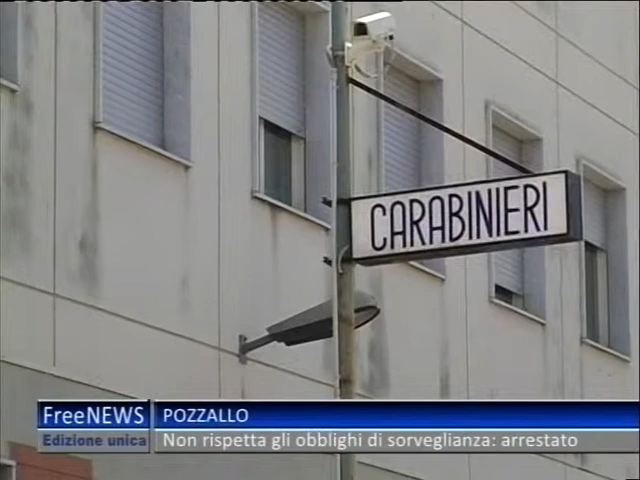 CARABINIERI
FreeNEWS POZZALLO
Edizione unica Non rispetta gli obblighi di sorveglianza: arrestato